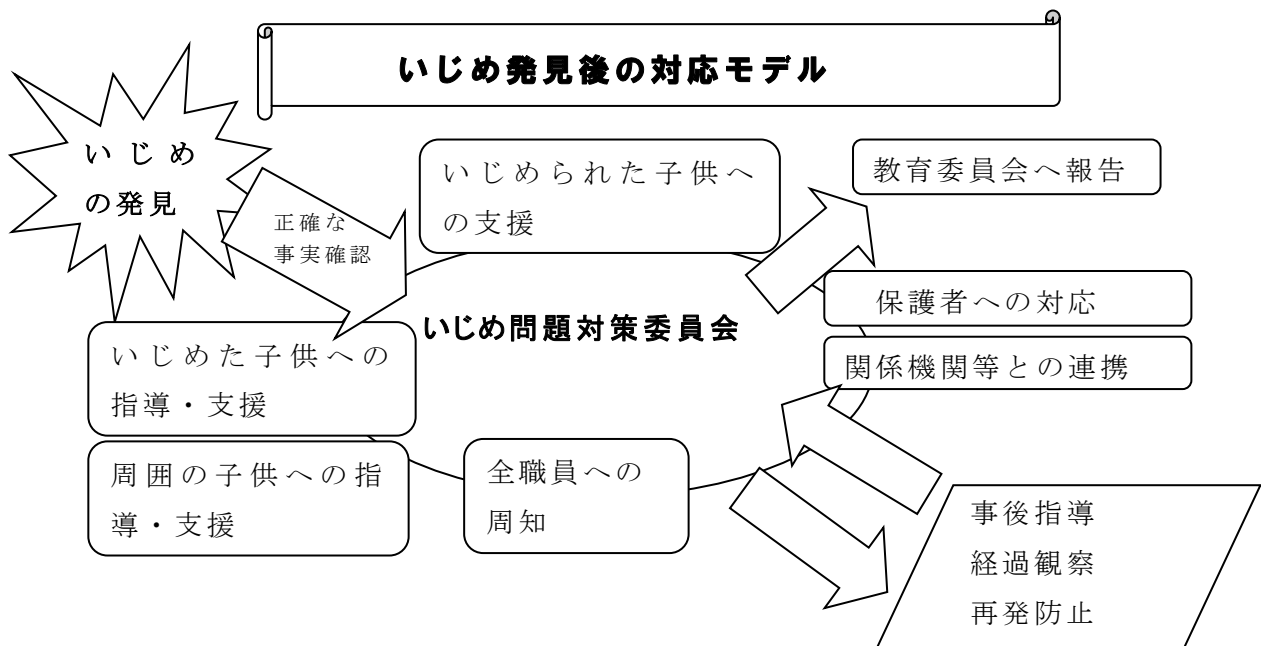 いじめ発見後の対応モデル
いじめ
の発見
正確な
事実確認
いじめられた子供へ
の支援
教育委員会へ報告
保護者への対応
関係機関等との連携
いじめ問題対策委員会
いじめた子供への
指導・支援
周囲の子供への指
導・支援
全職員への
周知
事後指導
経過観察
再発防止